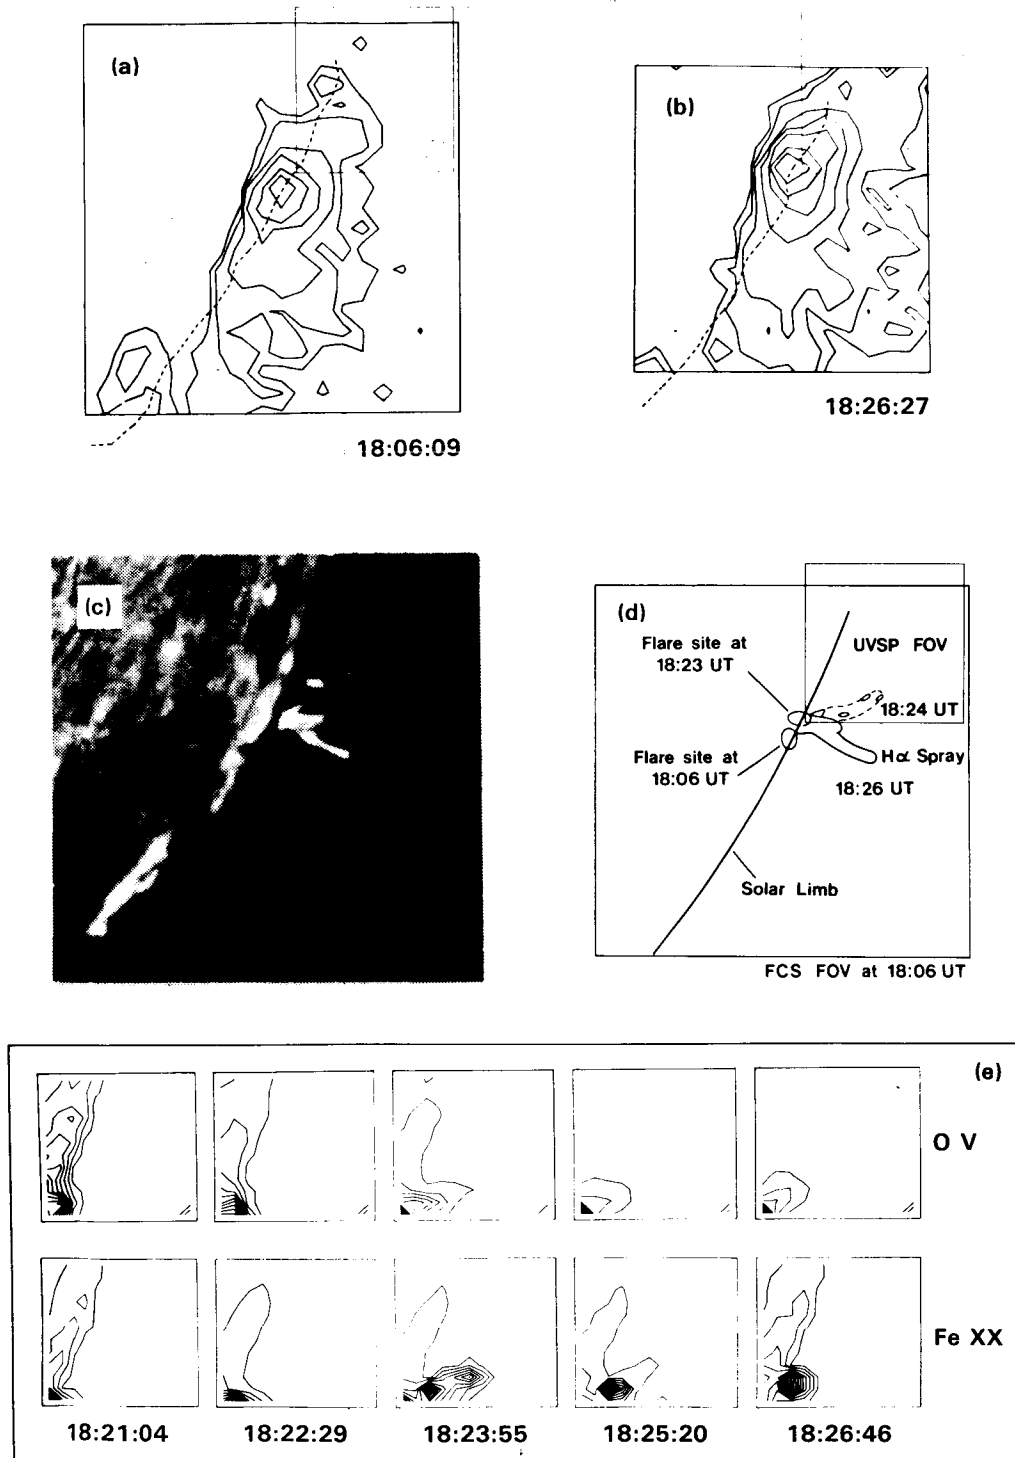 (a)
18:06:09
(b)
18:26:27
(c)
(d)
Flare site at
18:23 UT
UVSP FOV
18:24 UT
Flare site at
18:06 UT
Hα Spray
18:26 UT
Solar Limb
FCS FOV at 18:06 UT
(e)
O V
Fe XX
18:21:04
18:22:29
18:23:55
18:25:20
18:26:46